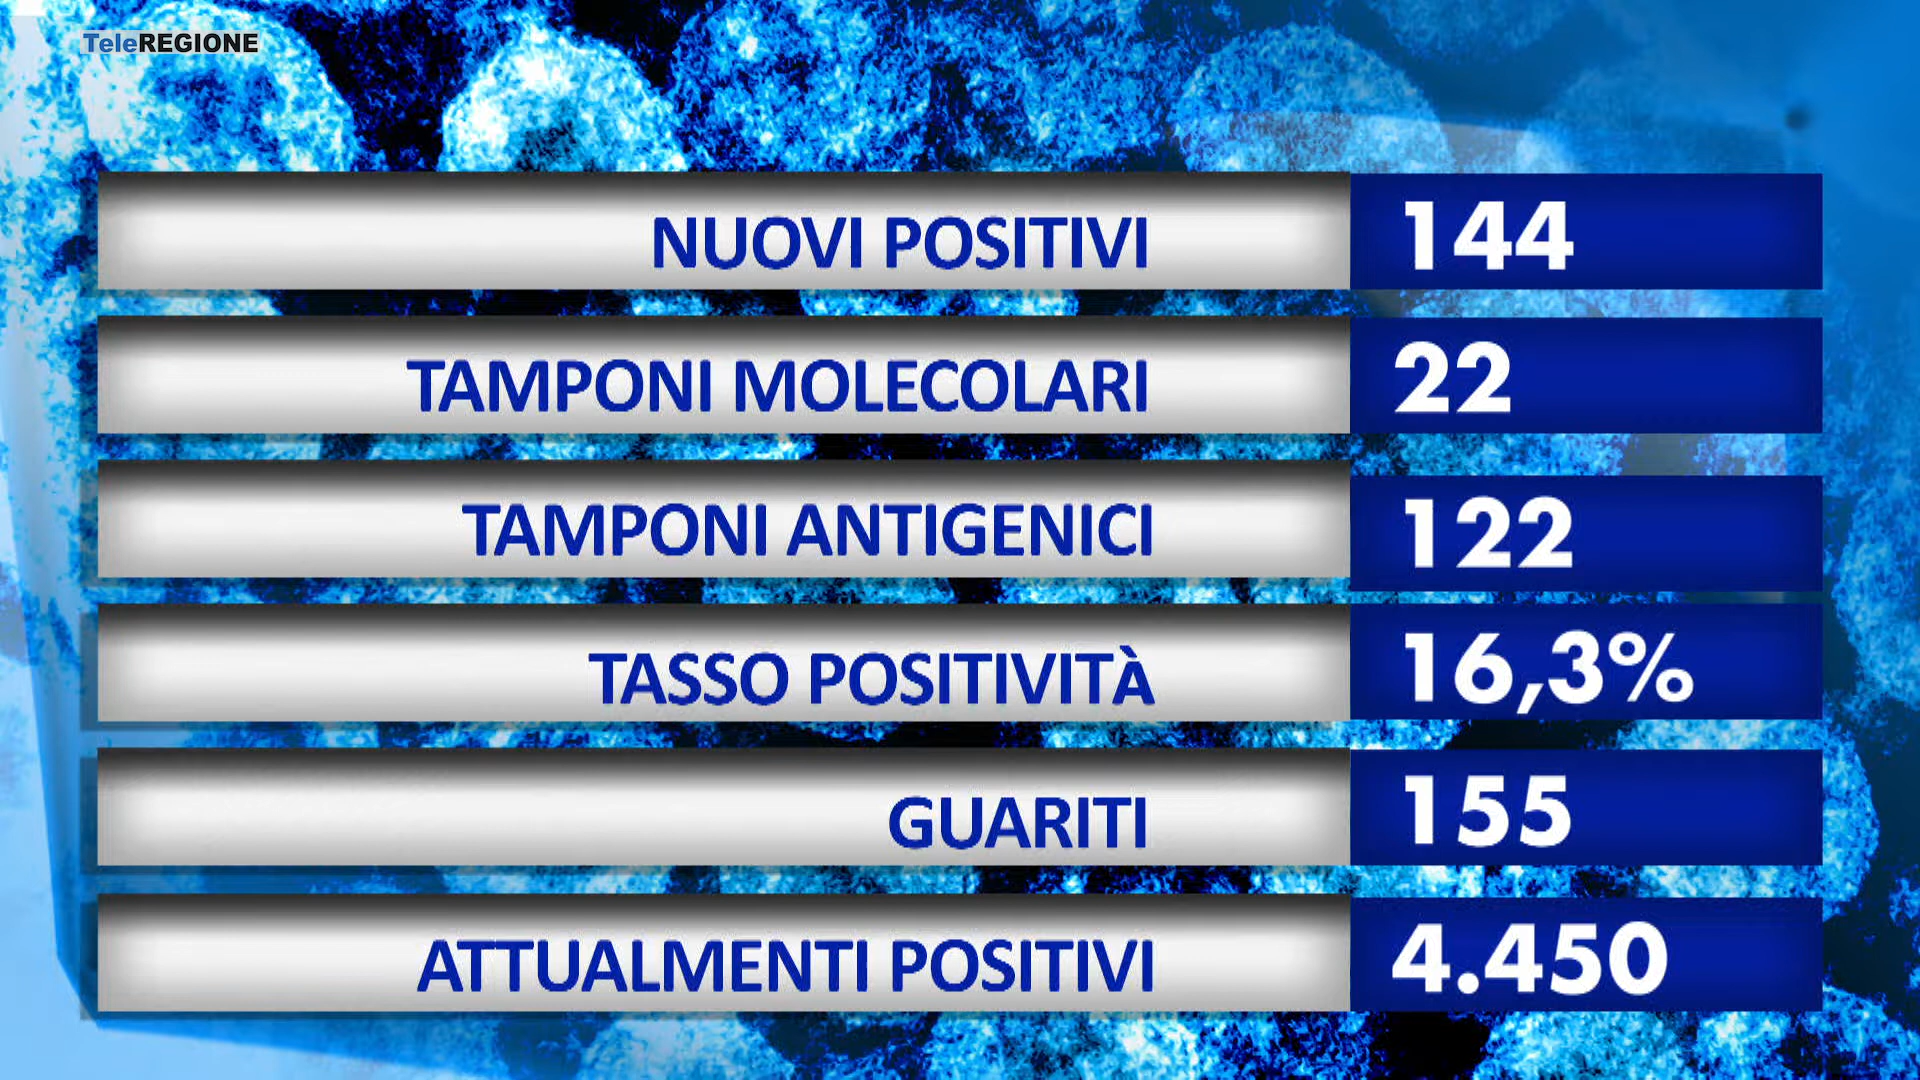 TeleREGIONE
NUOVI POSITIVI 144
TAMPONI MOLECOLARI 22
TAMPONI ANTIGENICI 122
TASSO POSITIVITÀ 16,3%
GUARITI 155
ATTUALMENTI POSITIVI 4.450